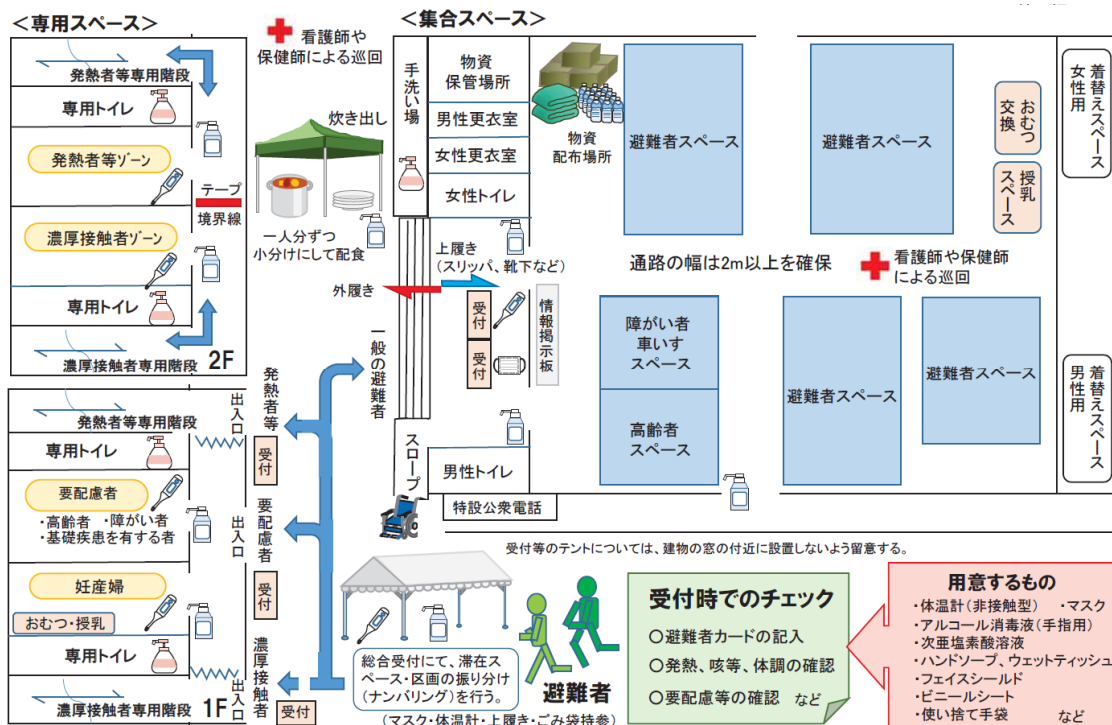 ＜専用スペース＞
発熱者等専用階段
専用トイレ
発熱者等ゾーン
テープ
境界線
濃厚接触者ゾーン
専用トイレ
濃厚接触者専用階段
2F
発熱者等専用階段
専用トイレ
要配慮者
・高齢者　・障がい者
・基礎疾患を有する者
妊産婦
おむつ・授乳
専用トイレ
濃厚接触者専用階段
1F
出入口
出入口
出入口
発熱者等
受付
要配慮者
受付
濃厚接触者
受付
一般の避難者
看護師や
保健師による巡回
炊き出し
一人分ずつ
小分けにして配食
＜集合スペース＞
手洗い場
物資
保管場所
男性更衣室
女性更衣室
女性トイレ
物資
配布場所
上履き
（スリッパ、靴下など）
外履き
受付
受付
情報掲示板
スロープ
男性トイレ
特設公衆電話
避難者スペース
避難者スペース
おむつ
交換
授乳
スペース
着替えスペース
女性用
通路の幅は2m以上を確保
看護師や保健師
による巡回
障がい者
車いす
スペース
高齢者
スペース
避難者スペース
避難者スペース
着替えスペース
男性用
受付等のテントについては、建物の窓の付近に設置しないよう留意する。
総合受付にて、滞在ス
ペース・区画の振り分け
（ナンバリング）を行う。
避難者
（マスク・体温計・上履き・ごみ袋持参）
受付時でのチェック
○避難者カードの記入
○発熱、咳等、体調の確認
○要配慮等の確認　など
用意するもの
・体温計（非接触型）　・マスク
・アルコール消毒液（手指用）
・次亜塩素酸溶液
・ハンドソープ、ウェットティッシュ
・フェイスシールド
・ビニールシート
・使い捨て手袋　など